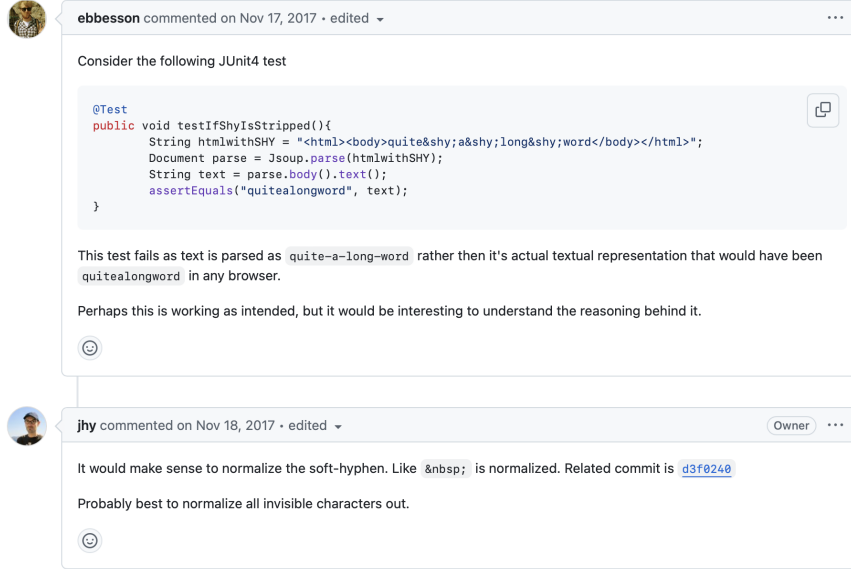 ebbesson commented on Nov 17, 2017 • edited
Consider the following JUnit4 test
@Test
public void testIfShyIsStripped(){
String htmlwithSHY = "<html><body>quite&shy;a&shy;long&shy;word</body></html>";
Document parse = Jsoup.parse(htmlwithSHY);
String text = parse.body().text();
assertEquals("quitealongword", text);
}
This test fails as text is parsed as quite-a-long-word rather then it's actual textual representation that would have been
quitealongword in any browser.
Perhaps this is working as intended, but it would be interesting to understand the reasoning behind it.
jhy commented on Nov 18, 2017 • edited Owner
It would make sense to normalize the soft-hyphen. Like &nbsp; is normalized. Related commit is d3f0240
Probably best to normalize all invisible characters out.